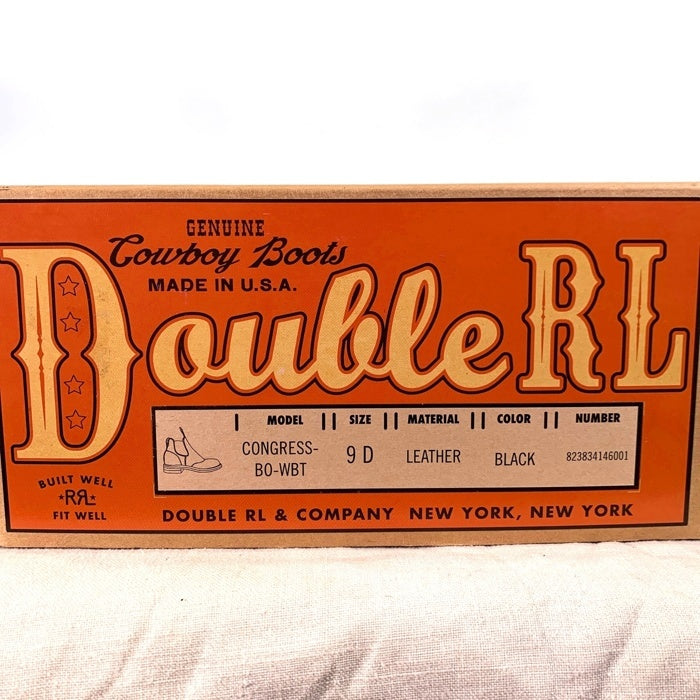 GENUINE
Cowboy Boots
MADE IN U.S.A.
Double RL
MODEL SIZE MATERIAL COLOR NUMBER
CONGRESS-BO-WBT 9 D LEATHER BLACK 823834146001
BUILT WELL
RRL
FIT WELL
DOUBLE RL & COMPANY NEW YORK, NEW YORK